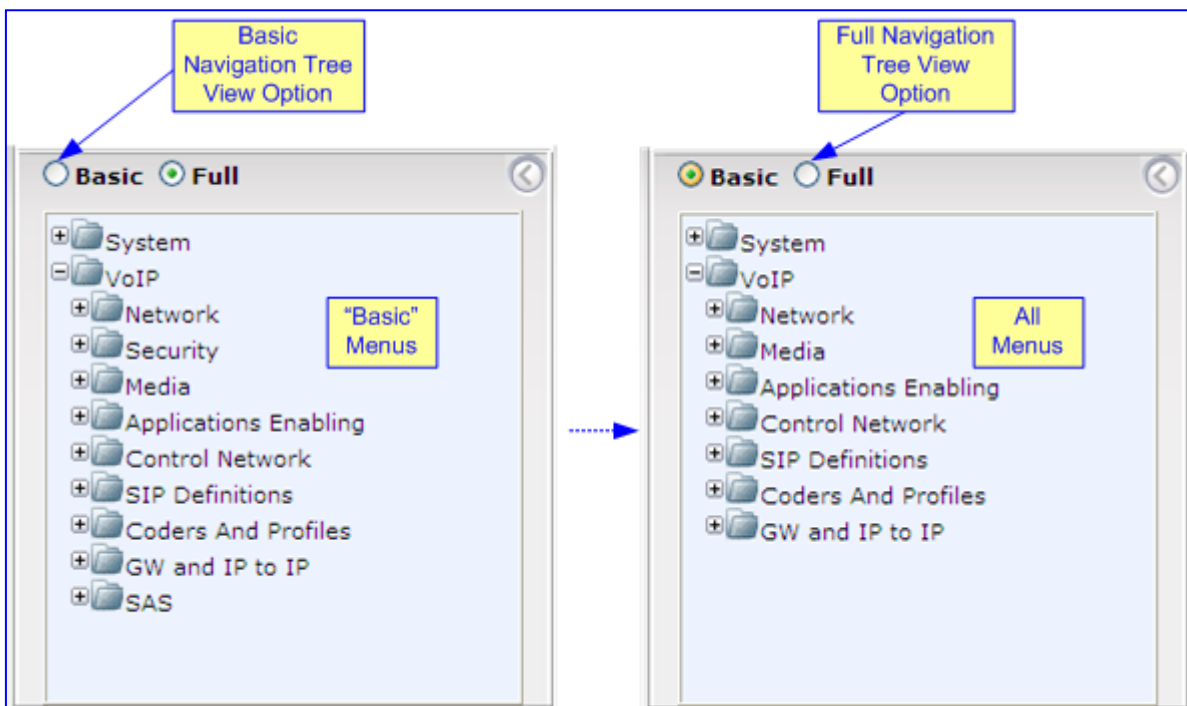 Basic
Navigation Tree
View Option
Full Navigation
Tree View
Option
Basic Full
System
VoIP
Network
Security
Media
Applications Enabling
Control Network
SIP Definitions
Coders And Profiles
GW and IP to IP
SAS
“Basic”
Menus
Basic Full
System
VoIP
Network
Media
Applications Enabling
Control Network
SIP Definitions
Coders And Profiles
GW and IP to IP
All
Menus